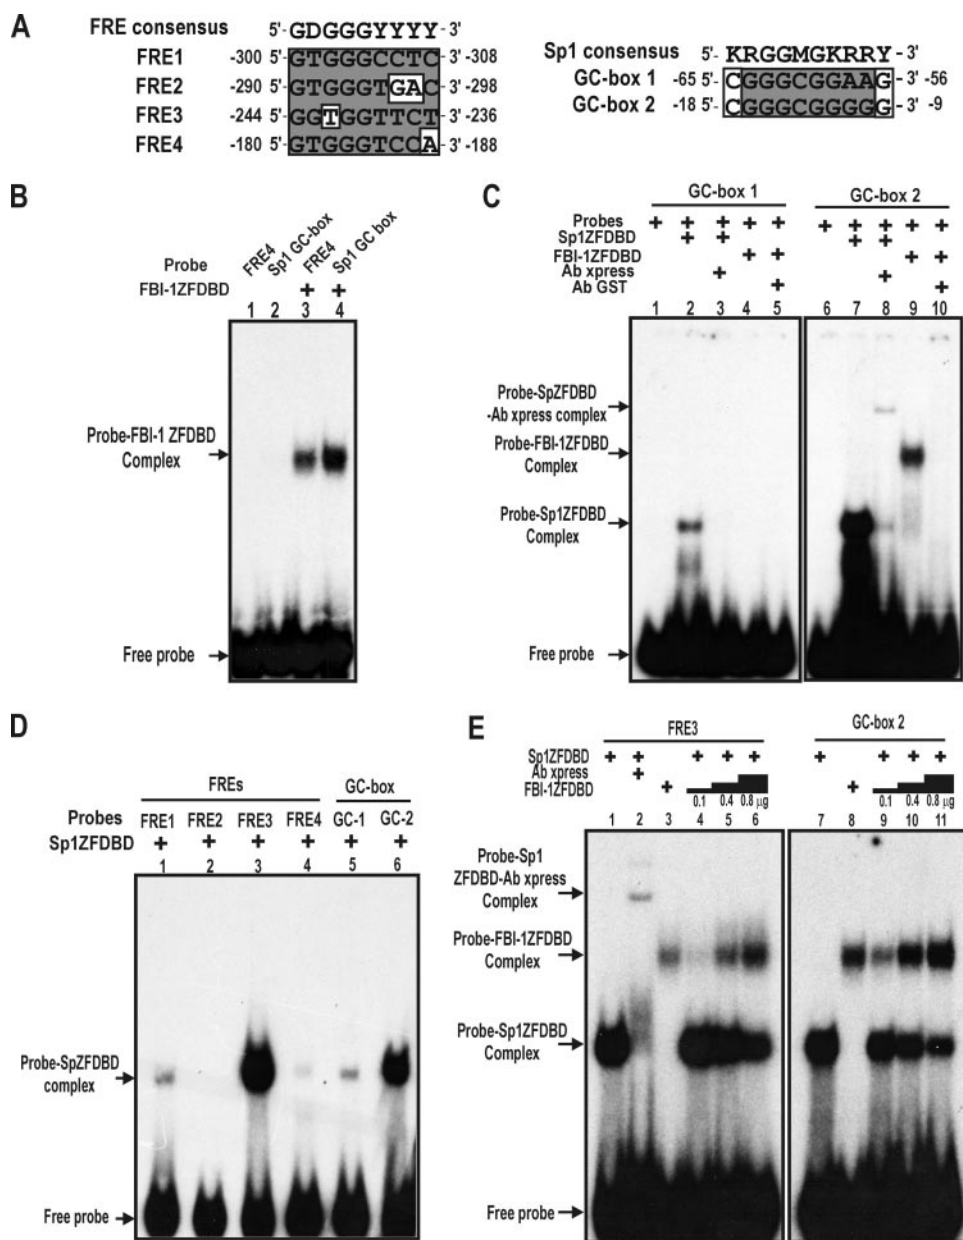 A
FRE consensus 5'-GDGGGYYYY-3'
FRE1 -300 5'-GTGGGCCTC-3' -308
FRE2 -290 5'-GTGGGTGAC-3' -298
FRE3 -244 5'-GGTGGTTCT-3' -236
FRE4 -180 5'-GTGGGTCCA-3' -188
Sp1 consensus 5'-KRGGMGKRRY-3'
GC-box 1 -65 5'-CGGGCGGAAG-3' -56
GC-box 2 -18 5'-CGGGCGGGGG-3' -9
B
Probe FRE4 Sp1 GC-box FRE4 Sp1 GC box
FBI-1ZFDBD + +
1 2 3 4
Probe-FBI-1 ZFDBD
Complex
Free probe
C
GC-box 1 GC-box 2
Probes + + + + + + + + + +
Sp1ZFDBD + + + +
FBI-1ZFDBD + + + +
Ab xpress + +
Ab GST + +
1 2 3 4 5 6 7 8 9 10
Probe-SpZFDBD
-Ab xpress complex
Probe-FBI-1ZFDBD
Complex
Probe-Sp1ZFDBD
Complex
Free probe
D
FREs GC-box
Probes FRE1 FRE2 FRE3 FRE4 GC-1 GC-2
Sp1ZFDBD + + + + + +
1 2 3 4 5 6
Probe-SpZFDBD
complex
Free probe
E
FRE3 GC-box 2
Sp1ZFDBD + + + + + + + + +
Ab xpress +
FBI-1ZFDBD + 0.1 0.4 0.8 µg + 0.1 0.4 0.8 µg
1 2 3 4 5 6 7 8 9 10 11
Probe-Sp1
ZFDBD-Ab xpress
Complex
Probe-FBI-1ZFDBD
Complex
Probe-Sp1ZFDBD
Complex
Free probe